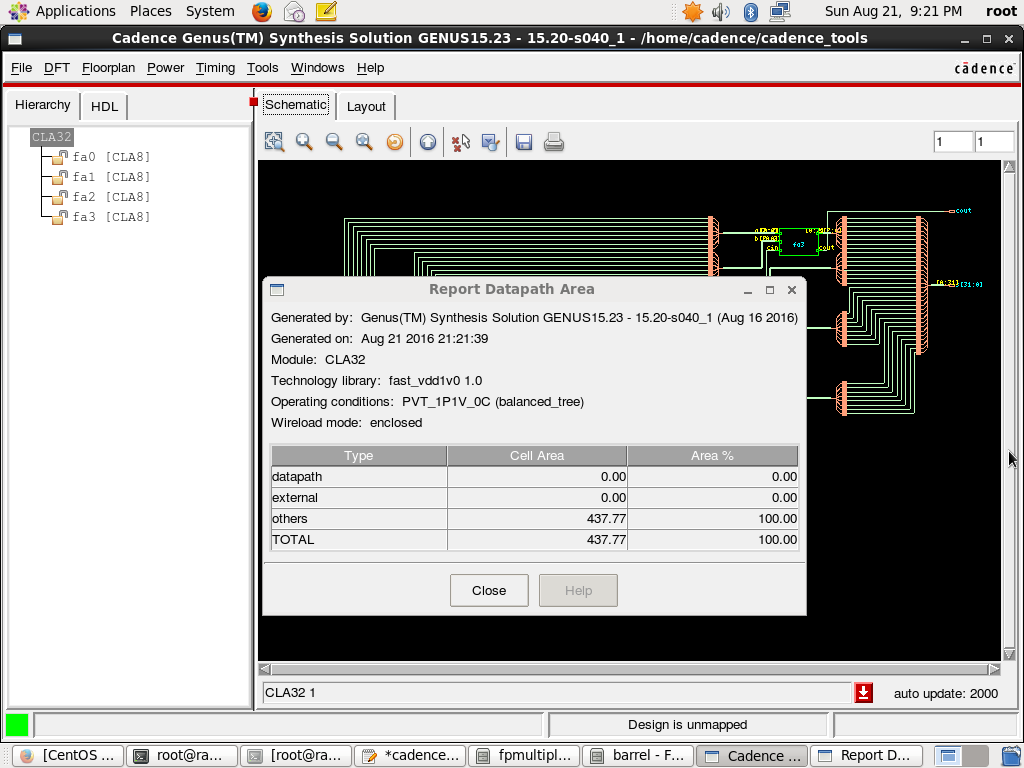 Applications Places System Sun Aug 21, 9:21 PM root
Cadence Genus(TM) Synthesis Solution GENUS15.23 - 15.20-s040_1 - /home/cadence/cadence_tools
File DFT Floorplan Power Timing Tools Windows Help cādence
Hierarchy HDL Schematic Layout
1 1
CLA32
fa0 [CLA8]
fa1 [CLA8]
fa2 [CLA8]
fa3 [CLA8]
cout
fa3
cin cout
Report Datapath Area
Generated by: Genus(TM) Synthesis Solution GENUS15.23 - 15.20-s040_1 (Aug 16 2016)
Generated on: Aug 21 2016 21:21:39
Module: CLA32
Technology library: fast_vdd1v0 1.0
Operating conditions: PVT_1P1V_0C (balanced_tree)
Wireload mode: enclosed
Type Cell Area Area %
datapath 0.00 0.00
external 0.00 0.00
others 437.77 100.00
TOTAL 437.77 100.00
Close Help
CLA32 1 auto update: 2000
Design is unmapped
[CentOS ... root@ra... [root@ra... *cadence... fpmultipl... barrel - F... Cadence ... Report D...